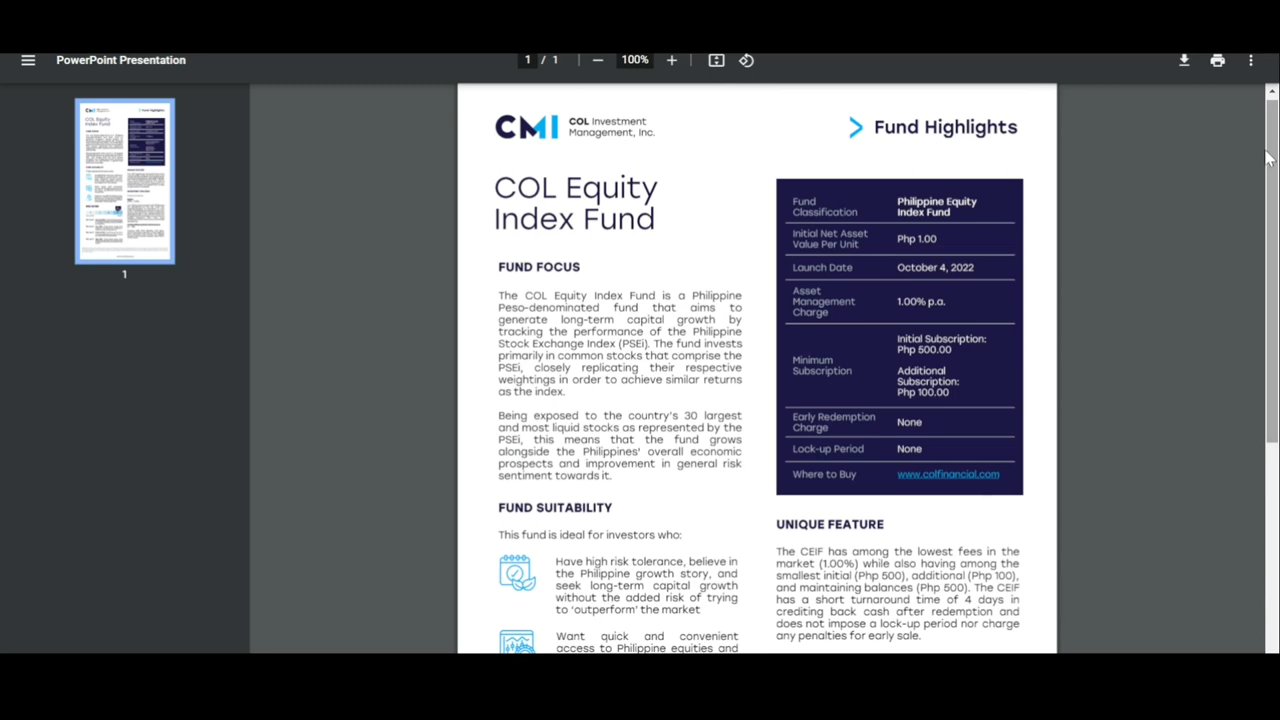 PowerPoint Presentation
1 / 1
100%
1
CMI
COL Investment
Management, Inc.
Fund Highlights
COL Equity
Index Fund
FUND FOCUS
The COL Equity Index Fund is a Philippine
Peso-denominated fund that aims to
generate long-term capital growth by
tracking the performance of the Philippine
Stock Exchange Index (PSEi). The fund invests
primarily in common stocks that comprise the
PSEi, closely replicating their respective
weightings in order to achieve similar returns
as the index.
Being exposed to the country's 30 largest
and most liquid stocks as represented by the
PSEi, this means that the fund grows
alongside the Philippines' overall economic
prospects and improvement in general risk
sentiment towards it.
FUND SUITABILITY
This fund is ideal for investors who:
Have high risk tolerance, believe in
the Philippine growth story, and
seek long-term capital growth
without the added risk of trying
to 'outperform' the market
Want quick and convenient
access to Philippine equities and
Fund
Classification
Philippine Equity
Index Fund
Initial Net Asset
Value Per Unit
Php 1.00
Launch Date
October 4, 2022
Asset
Management
Charge
1.00% p.a.
Minimum
Subscription
Initial Subscription:
Php 500.00
Additional
Subscription:
Php 100.00
Early Redemption
Charge
None
Lock-up Period
None
Where to Buy
www.colfinancial.com
UNIQUE FEATURE
The CEIF has among the lowest fees in the
market (1.00%) while also having among the
smallest initial (Php 500), additional (Php 100),
and maintaining balances (Php 500). The CEIF
has a short turnaround time of 4 days in
crediting back cash after redemption and
does not impose a lock-up period nor charge
any penalties for early sale.